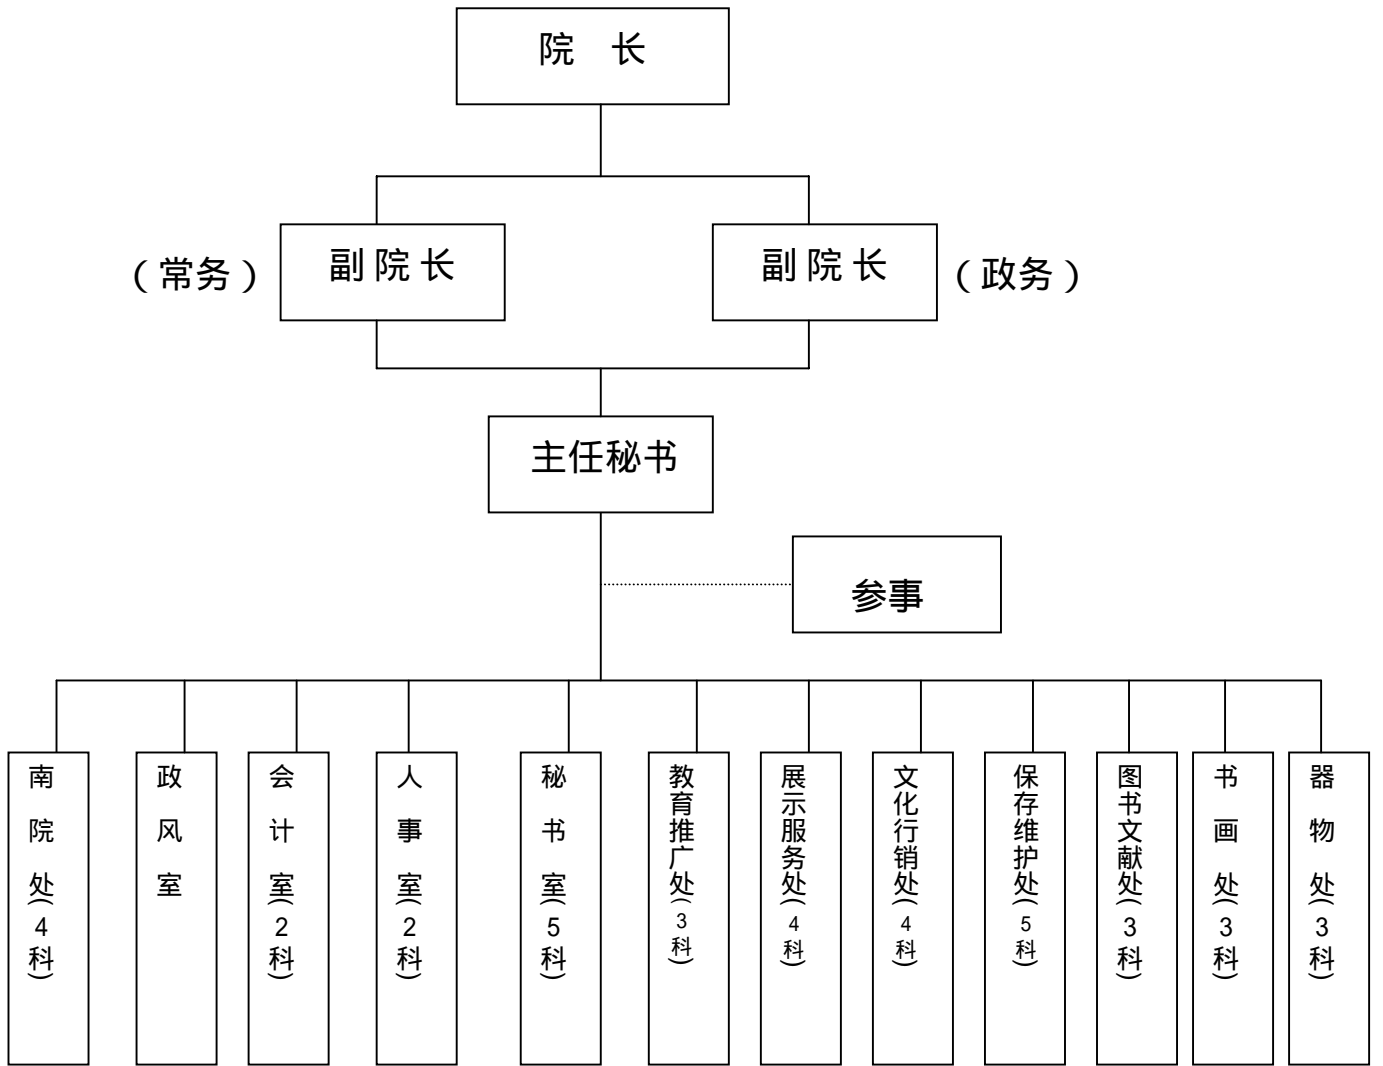 院 长
(常务)
副院长
副院长
(政务)
主任秘书
参事
南院处(4科)
政风室
会计室(2科)
人事室(2科)
秘书室(5科)
教育推广处(3科)
展示服务处(4科)
文化行销处(4科)
保存维护处(5科)
图书文献处(3科)
书画处(3科)
器物处(3科)